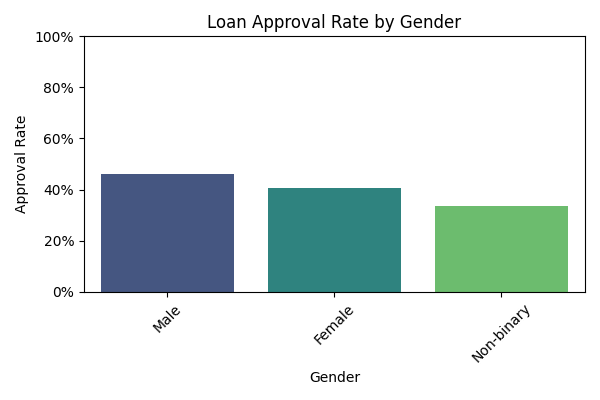 Loan Approval Rate by Gender
100%
80%
60%
40%
20%
0%
Approval Rate
Male
Female
Non-binary
Gender